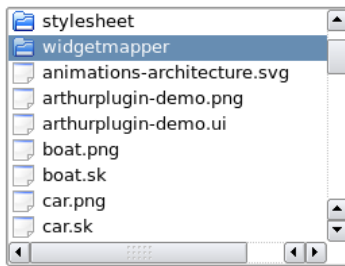 stylesheet
widgetmapper
animations-architecture.svg
arthurplugin-demo.png
arthurplugin-demo.ui
boat.png
boat.sk
car.png
car.sk